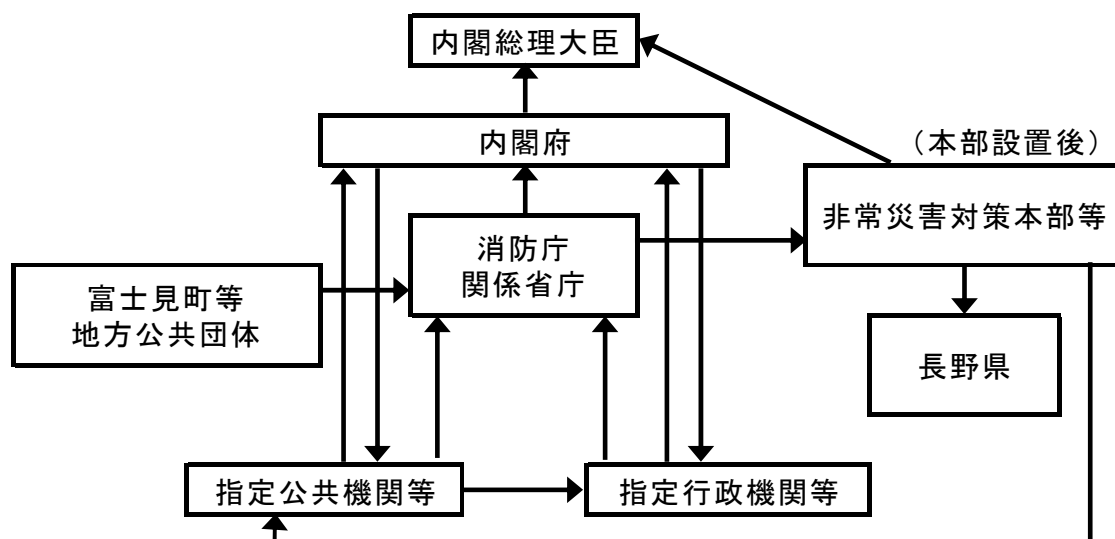 内閣総理大臣
内閣府
（本部設置後）
非常災害対策本部等
消防庁
関係省庁
富士見町等
地方公共団体
長野県
指定公共機関等
指定行政機関等